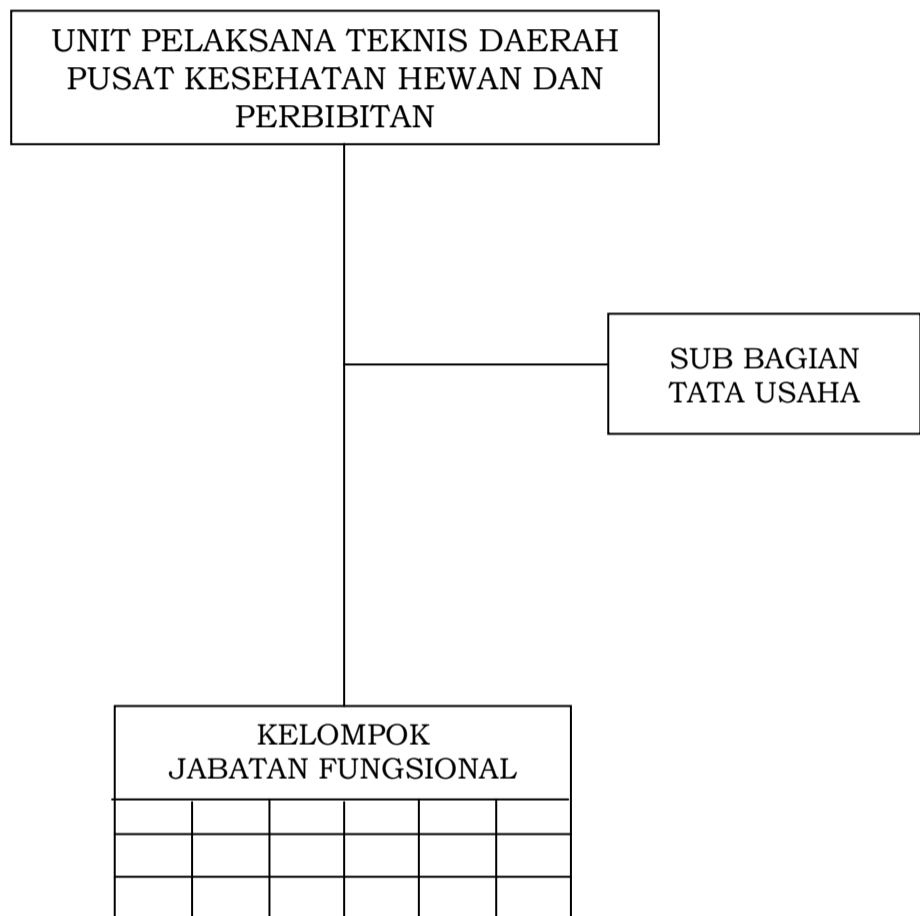 UNIT PELAKSANA TEKNIS DAERAH
PUSAT KESEHATAN HEWAN DAN
PERBIBITAN
SUB BAGIAN
TATA USAHA
KELOMPOK
JABATAN FUNGSIONAL